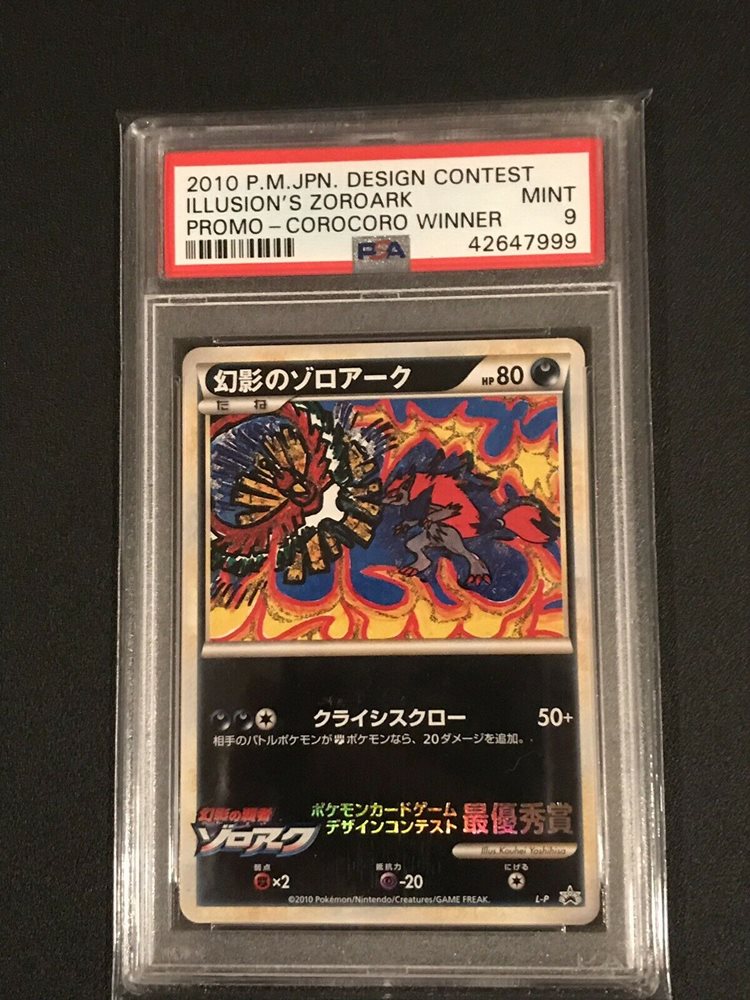 2010 P.M.JPN. DESIGN CONTEST
ILLUSION'S ZOROARK MINT
PROMO – COROCORO WINNER 9
PSA 42647999
幻影のゾロアーク HP80
たね
クライシスクロー 50+
相手のバトルポケモンがポケモンなら、20ダメージを追加。
幻影の覇者
ゾロアーク
ポケモンカードゲーム
デザインコンテスト 最優秀賞
illus.Kouhei Yoshihisa
弱点 抵抗力 にげる
×2 -20
©2010 Pokémon/Nintendo/Creatures/GAME FREAK.
L-P